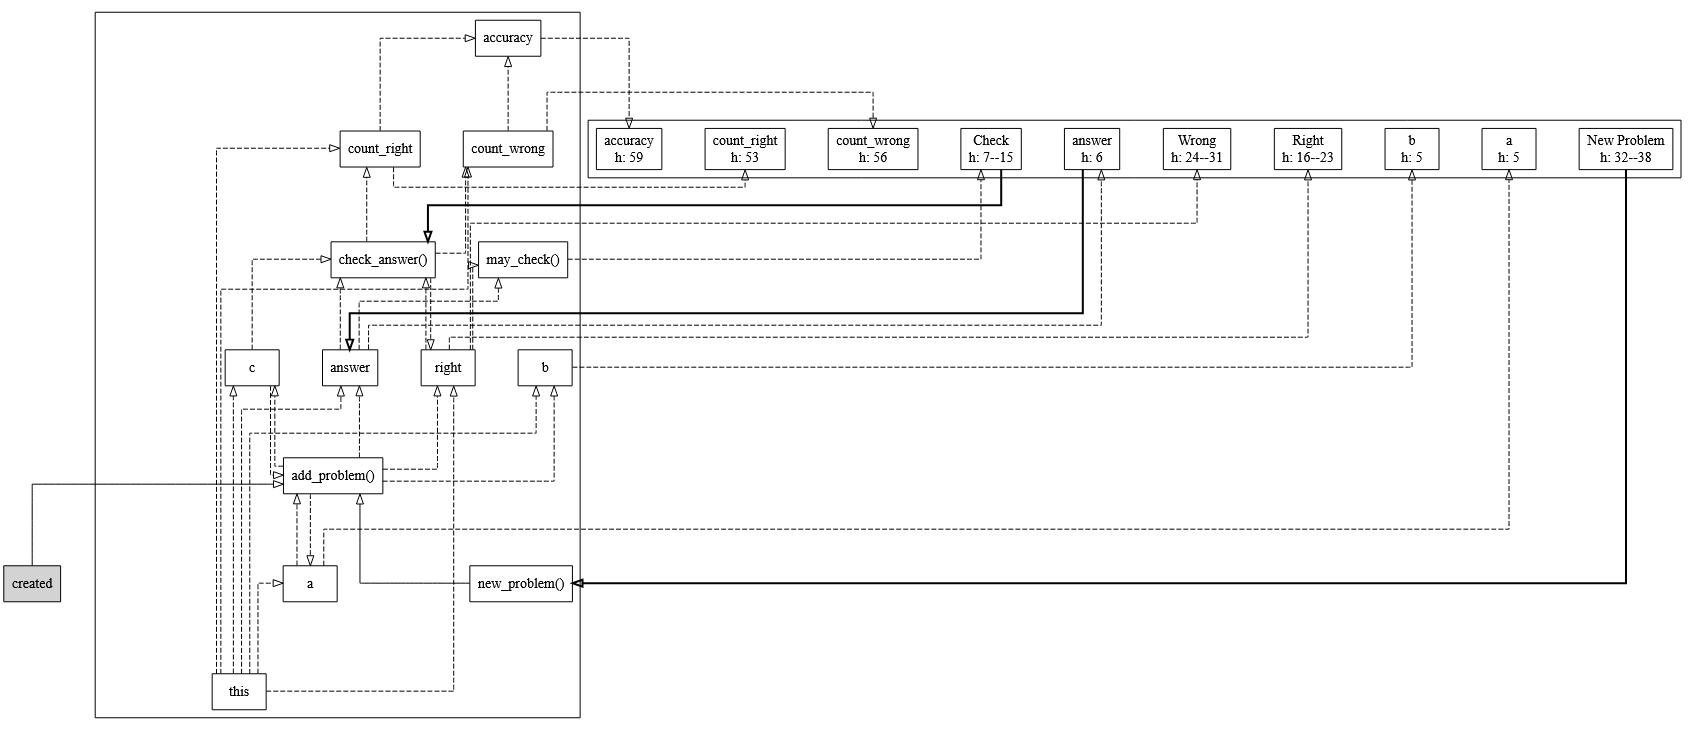 accuracy
count_right
count_wrong
accuracy
h: 59
count_right
h: 53
count_wrong
h: 56
Check
h: 7--15
answer
h: 6
Wrong
h: 24--31
Right
h: 16--23
b
h: 5
a
h: 5
New Problem
h: 32--38
check_answer()
may_check()
c
answer
right
b
add_problem()
created
a
new_problem()
this